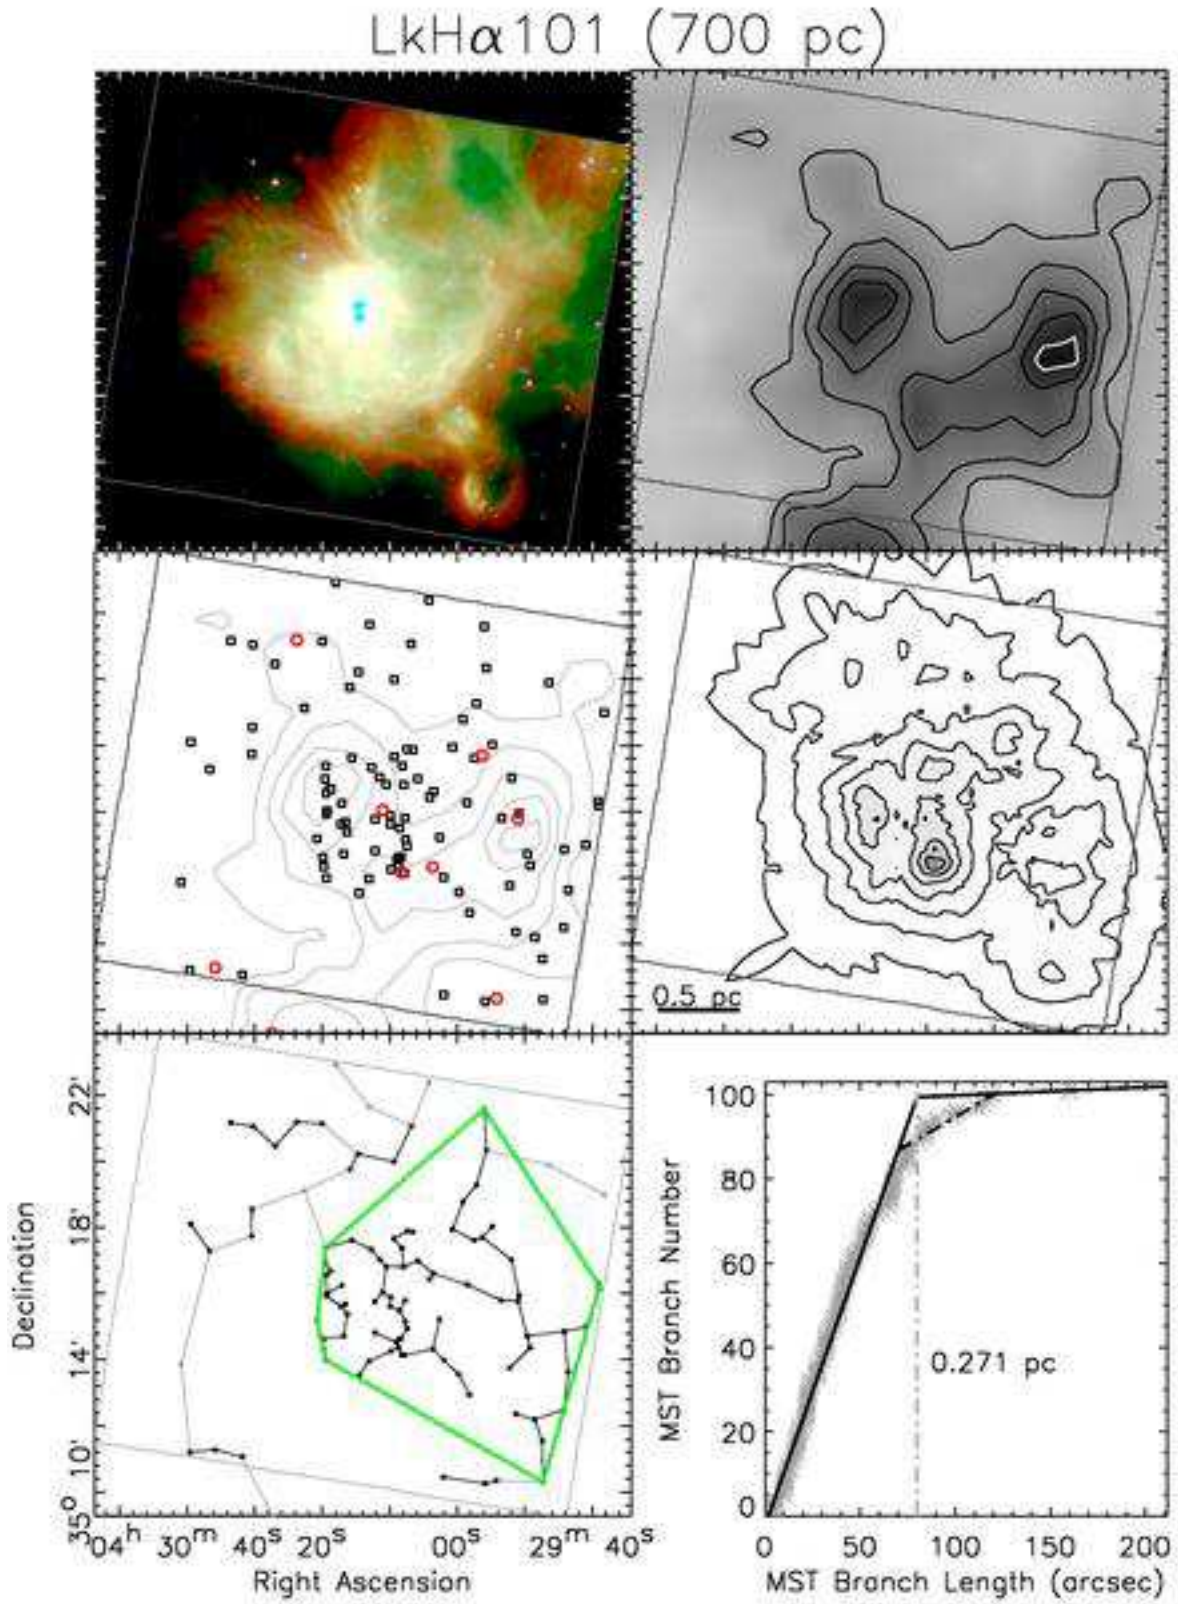 LkHα101 (700 pc)
0.5 pc
22'
18'
14'
10'
35°
Declination
04h 30m 40s 20s 00s 29m 40s
Right Ascension
100
80
60
40
20
0
MST Branch Number
0.271 pc
0 50 100 150 200
MST Branch Length (arcsec)